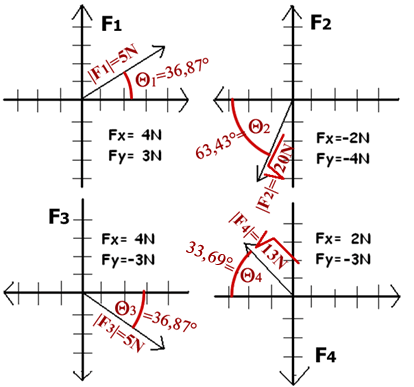 F1
|F1|=5N
Θ1=36,87°
Fx= 4N
Fy= 3N
F2
Θ2
63,43°=
|F2|=√20N
Fx=-2N
Fy=-4N
F3
Fx= 4N
Fy=-3N
Θ3=36,87°
|F3|=5N
|F4|=√13N
33,69°=
Θ4
Fx= 2N
Fy=-3N
F4